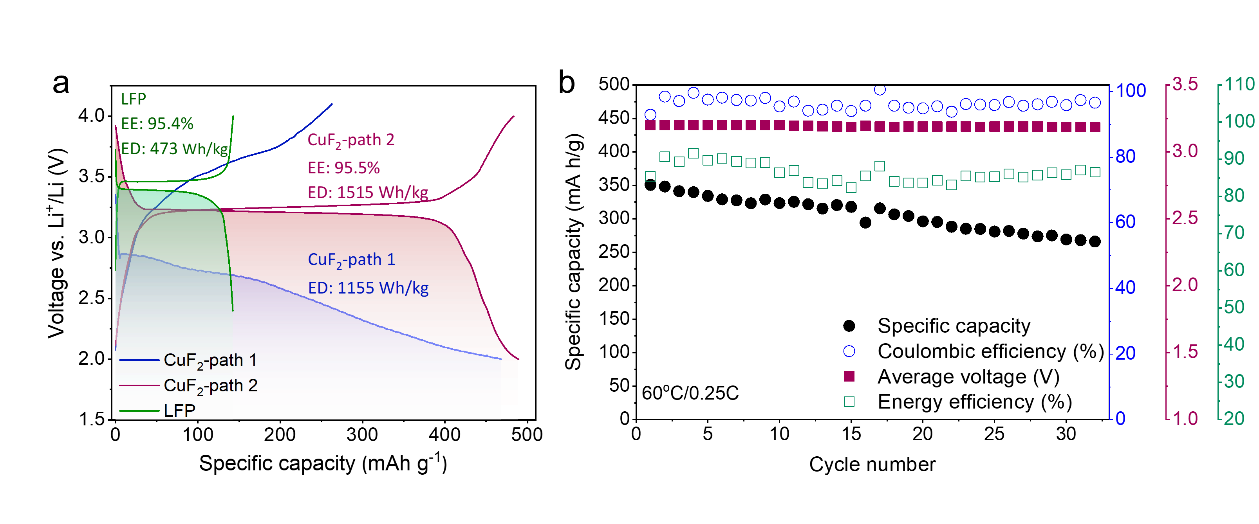 a
LFP
EE: 95.4%
ED: 473 Wh/kg
CuF2-path 2
EE: 95.5%
ED: 1515 Wh/kg
CuF2-path 1
ED: 1155 Wh/kg
CuF2-path 1
CuF2-path 2
LFP
4.0
3.5
3.0
2.5
2.0
1.5
Voltage vs. Li+/Li (V)
0 100 200 300 400 500
Specific capacity (mAh g-1)
b
500
450
400
350
300
250
200
150
100
50
0
Specific capacity (mA h/g)
Specific capacity
Coulombic efficiency (%)
Average voltage (V)
Energy efficiency (%)
60°C/0.25C
0 5 10 15 20 25 30
Cycle number
100
80
60
40
20
0
3.5
3.0
2.5
2.0
1.5
1.0
110
100
90
80
70
60
50
40
30
20